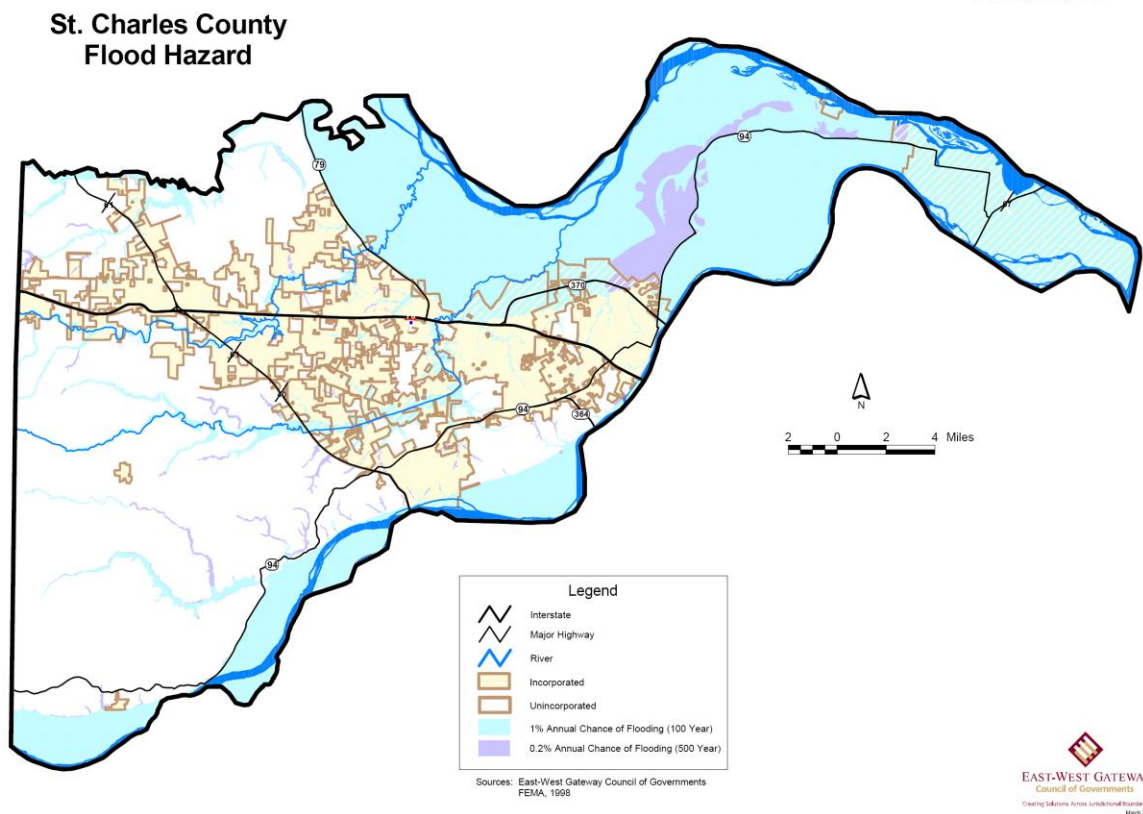 St. Charles County
Flood Hazard
79
94
370
94
364
94
N
2 0 2 4 Miles
Legend
Interstate
Major Highway
River
Incorporated
Unincorporated
1% Annual Chance of Flooding (100 Year)
0.2% Annual Chance of Flooding (500 Year)
Sources: East-West Gateway Council of Governments
FEMA, 1998
EAST-WEST GATEWA
Council of Governments
Creating Solutions Across Jurisdictional Boundar